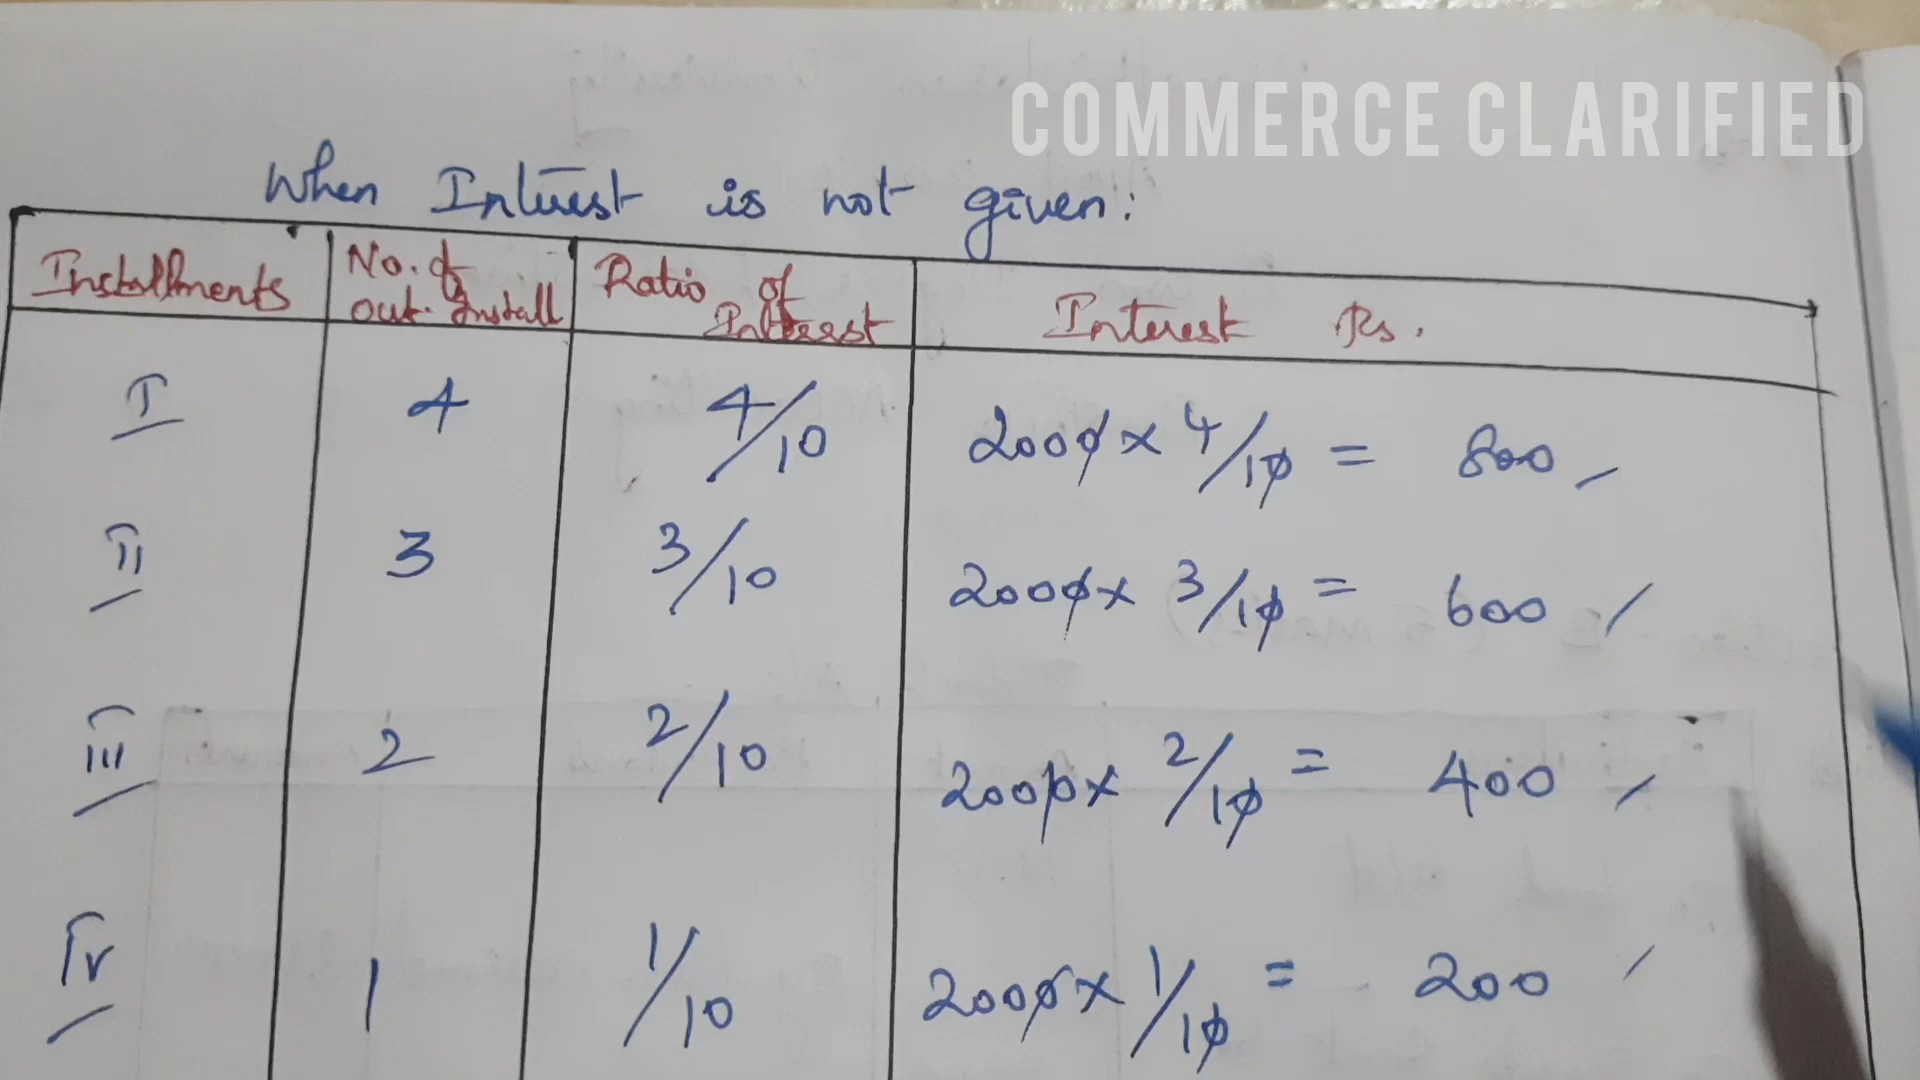 COMMERCE CLARIFIED
When Interest is not given:
Installments | No. of out. Install | Ratio of Interest | Interest Rs.
I | 4 | 4/10 | 2000 x 4/10 = 800
II | 3 | 3/10 | 2000 x 3/10 = 600
III | 2 | 2/10 | 2000 x 2/10 = 400
IV | 1 | 1/10 | 2000 x 1/10 = 200